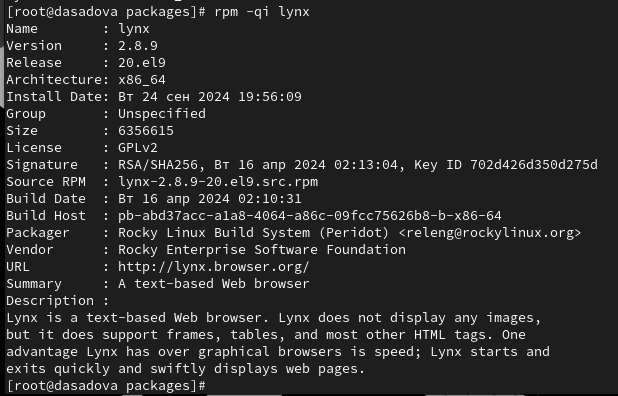 [root@dasadova packages]# rpm -qi lynx
Name        : lynx
Version     : 2.8.9
Release     : 20.el9
Architecture: x86_64
Install Date: Вт 24 сен 2024 19:56:09
Group       : Unspecified
Size        : 6356615
License     : GPLv2
Signature   : RSA/SHA256, Вт 16 апр 2024 02:13:04, Key ID 702d426d350d275d
Source RPM  : lynx-2.8.9-20.el9.src.rpm
Build Date  : Вт 16 апр 2024 02:10:31
Build Host  : pb-abd37acc-a1a8-4064-a86c-09fcc75626b8-b-x86-64
Packager    : Rocky Linux Build System (Peridot) <releng@rockylinux.org>
Vendor      : Rocky Enterprise Software Foundation
URL         : http://lynx.browser.org/
Summary     : A text-based Web browser
Description :
Lynx is a text-based Web browser. Lynx does not display any images,
but it does support frames, tables, and most other HTML tags. One
advantage Lynx has over graphical browsers is speed; Lynx starts and
exits quickly and swiftly displays web pages.
[root@dasadova packages]#